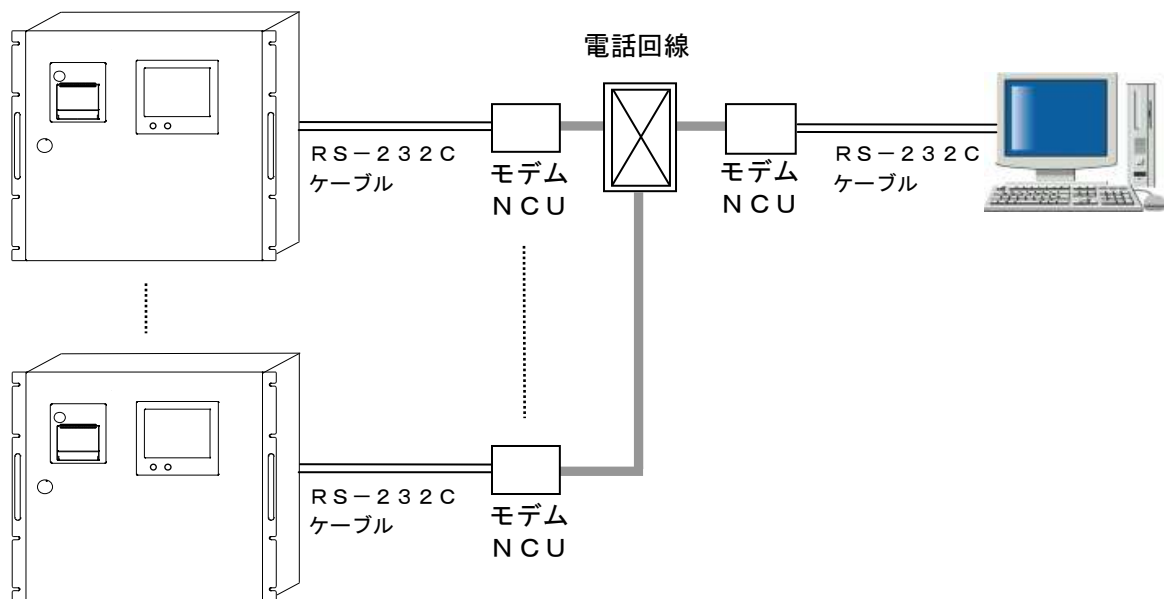 電話回線
RS-232C
ケーブル
モデム
NCU
モデム
NCU
RS-232C
ケーブル
RS-232C
ケーブル
モデム
NCU